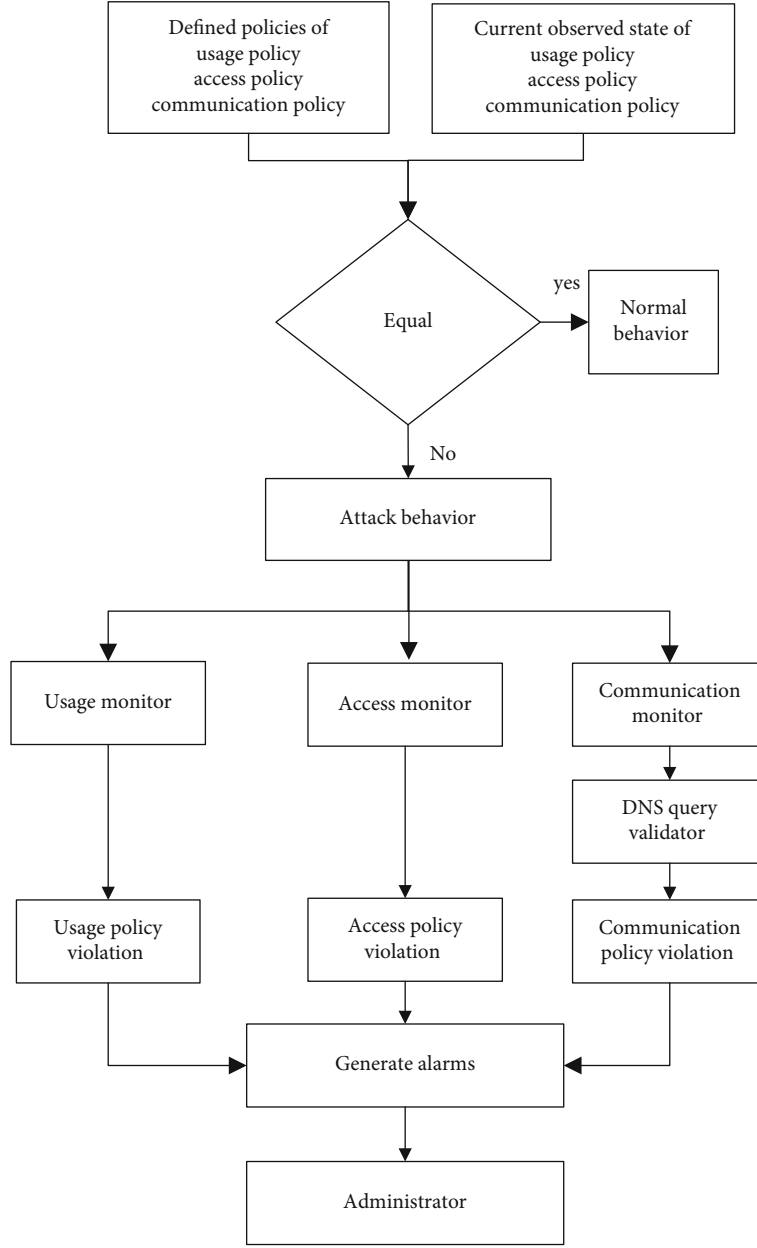 Defined policies of
usage policy
access policy
communication policy
Current observed state of
usage policy
access policy
communication policy
Equal
yes
Normal
behavior
No
Attack behavior
Usage monitor
Access monitor
Communication
monitor
DNS query
validator
Usage policy
violation
Access policy
violation
Communication
policy violation
Generate alarms
Administrator